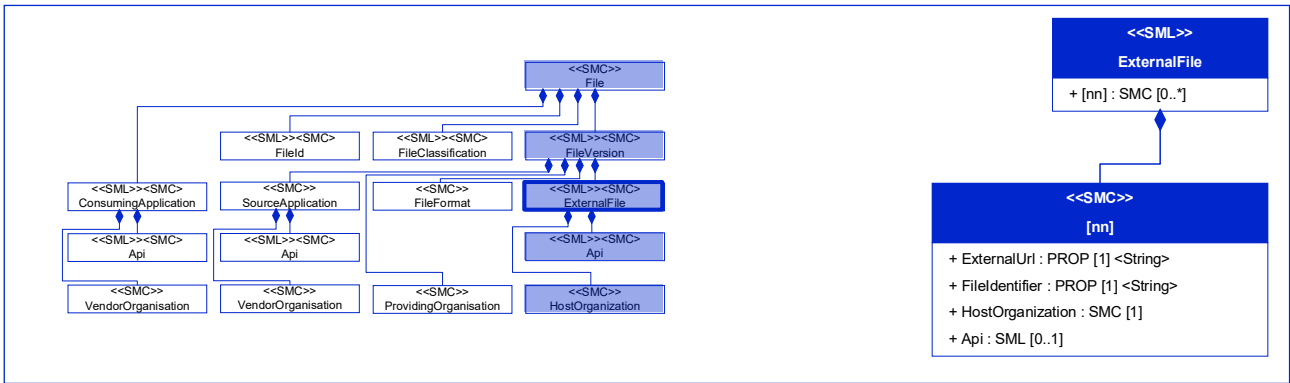 <<SMC>>
File
<<SML>><SMC>
FileId
<<SML>><SMC>
FileClassification
<<SML>><SMC>
FileVersion
<<SML>><SMC>
ConsumingApplication
<<SMC>>
SourceApplication
<<SMC>>
FileFormat
<<SML>><SMC>
ExternalFile
<<SML>><SMC>
Api
<<SML>><SMC>
Api
<<SML>><SMC>
Api
<<SMC>>
VendorOrganisation
<<SMC>>
VendorOrganisation
<<SMC>>
ProvidingOrganisation
<<SMC>>
HostOrganization
<<SML>>
ExternalFile
+ [nn] : SMC [0..*]
<<SMC>>
[nn]
+ ExternalUrl : PROP [1] <String>
+ FileIdentifier : PROP [1] <String>
+ HostOrganization : SMC [1]
+ Api : SML [0..1]